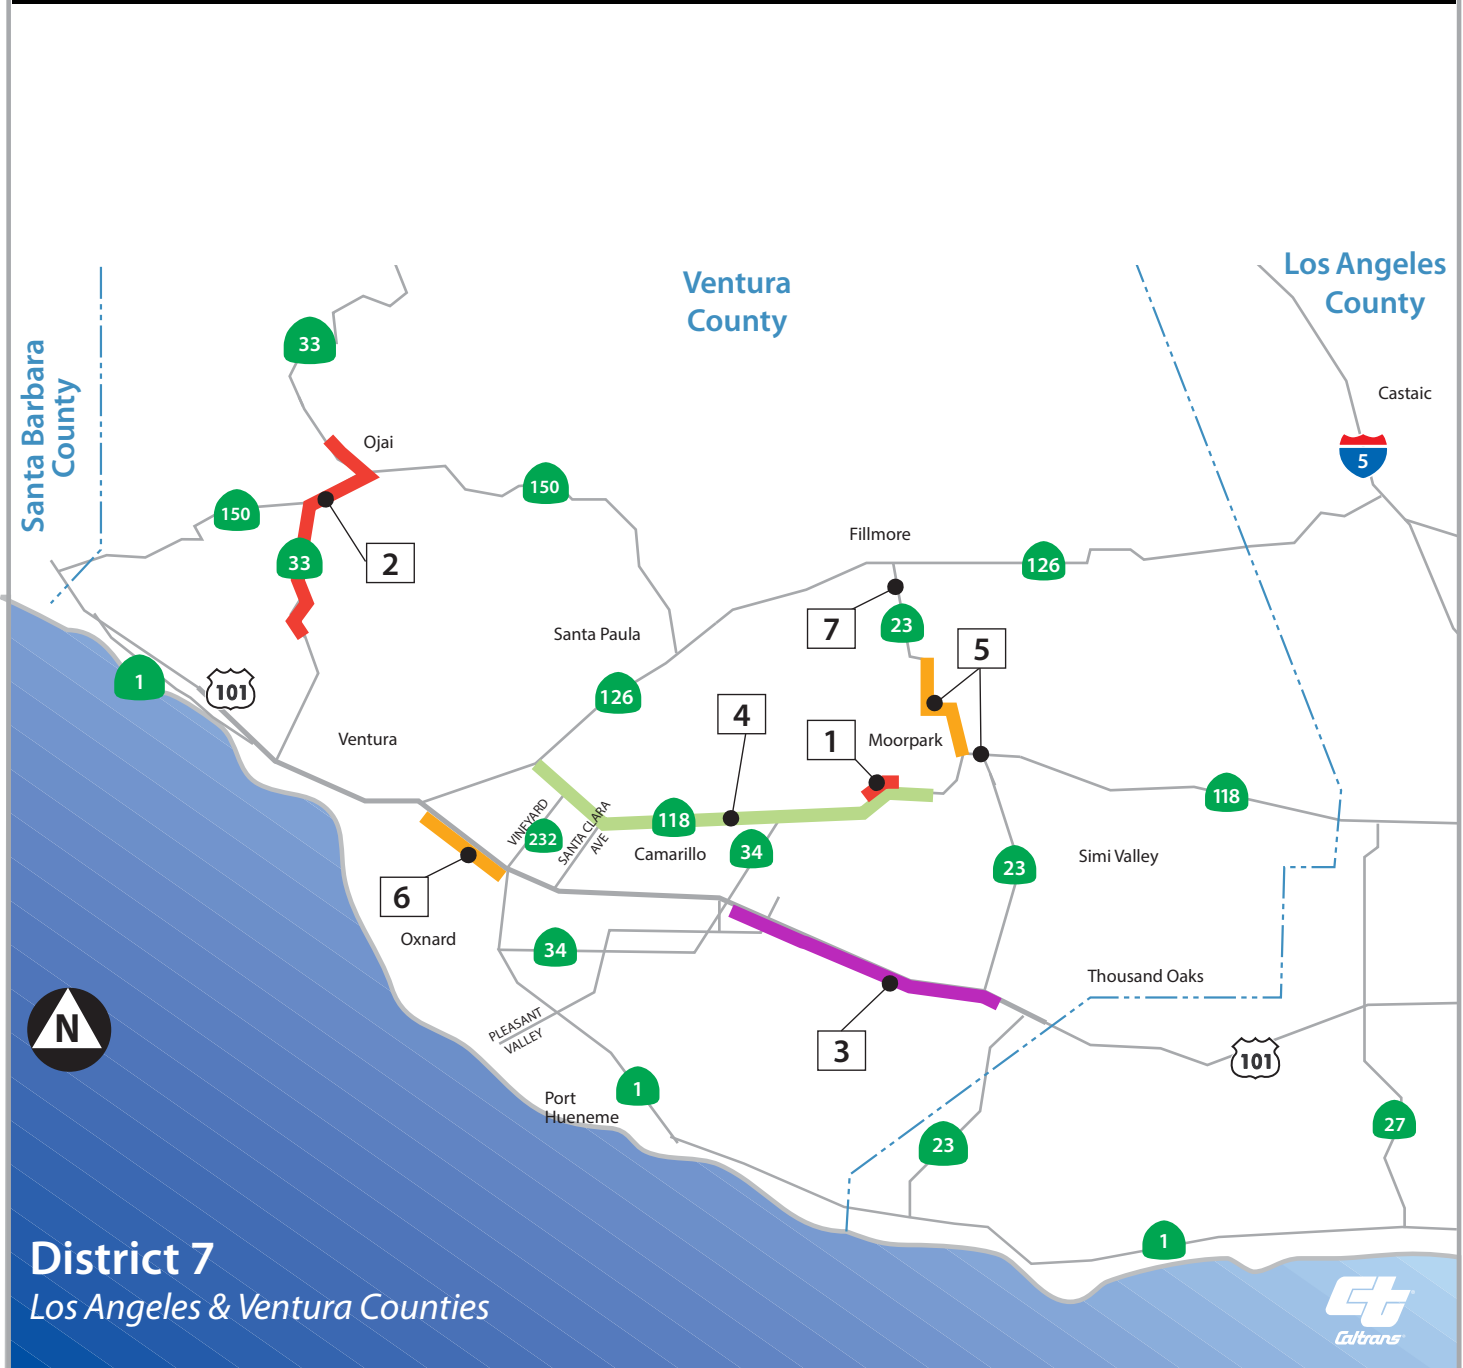 Los Angeles
County
Ventura
County
Santa Barbara
County
33
Castaic
5
Ojai
150
150
Fillmore
33
2
126
7
23
5
Santa Paula
1
101
126
4
1
Moorpark
Ventura
118
VINEYARD
232
SANTA CLARA
AVE
118
Camarillo
34
Simi Valley
23
6
Oxnard
34
Thousand Oaks
N
PLEASANT
VALLEY
3
101
1
Port
Hueneme
27
23
1
District 7
Los Angeles & Ventura Counties
Caltrans